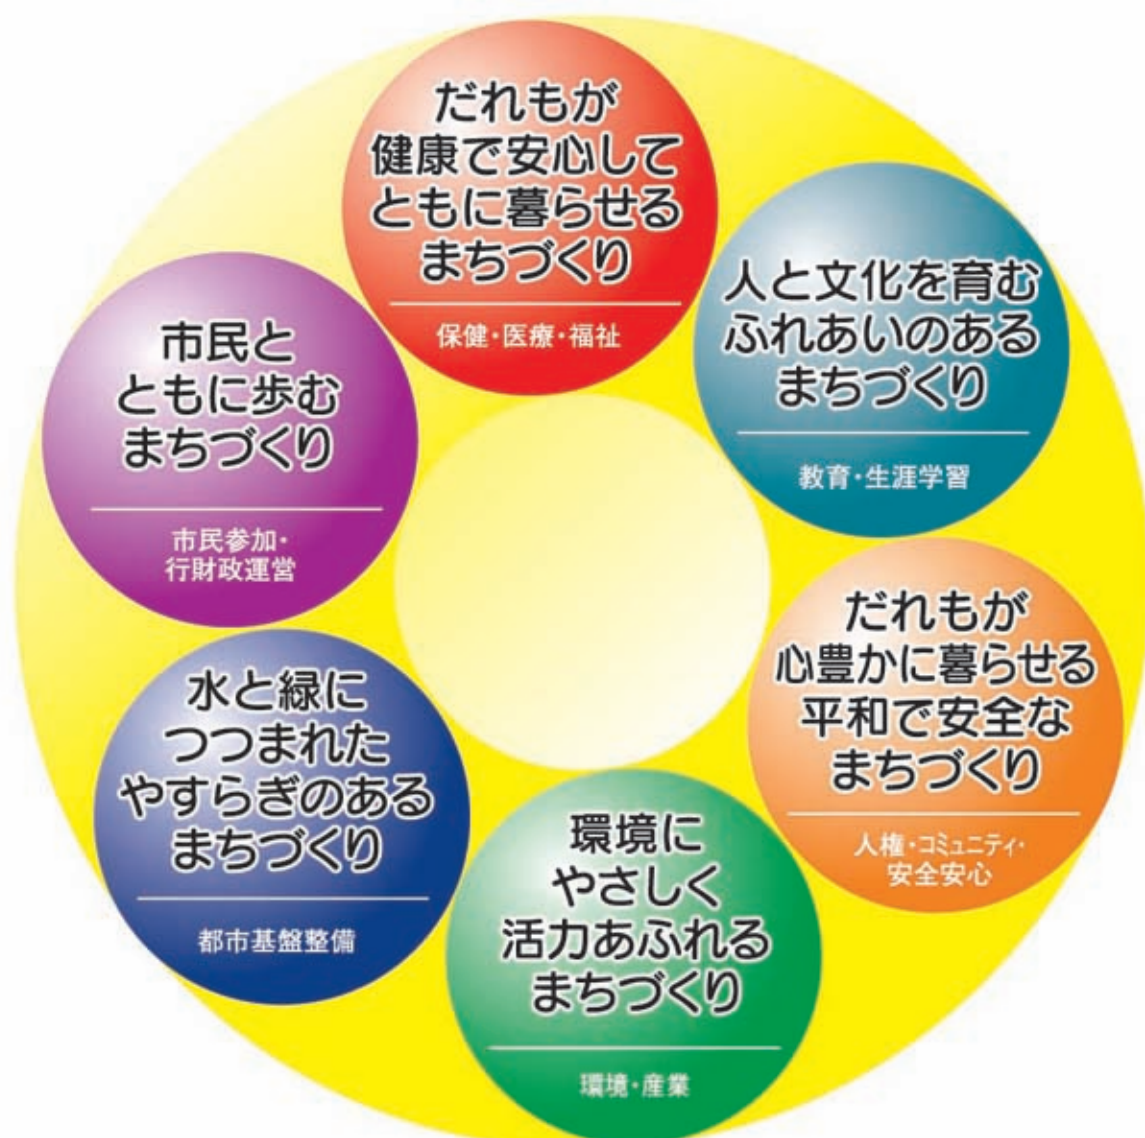 だれもが
健康で安心して
ともに暮らせる
まちづくり
保健・医療・福祉
人と文化を育む
ふれあいのある
まちづくり
教育・生涯学習
だれもが
心豊かに暮らせる
平和で安全な
まちづくり
人権・コミュニティ・
安全安心
環境に
やさしく
活力あふれる
まちづくり
環境・産業
水と緑に
つつまれた
やすらぎのある
まちづくり
都市基盤整備
市民と
ともに歩む
まちづくり
市民参加・
行財政運営